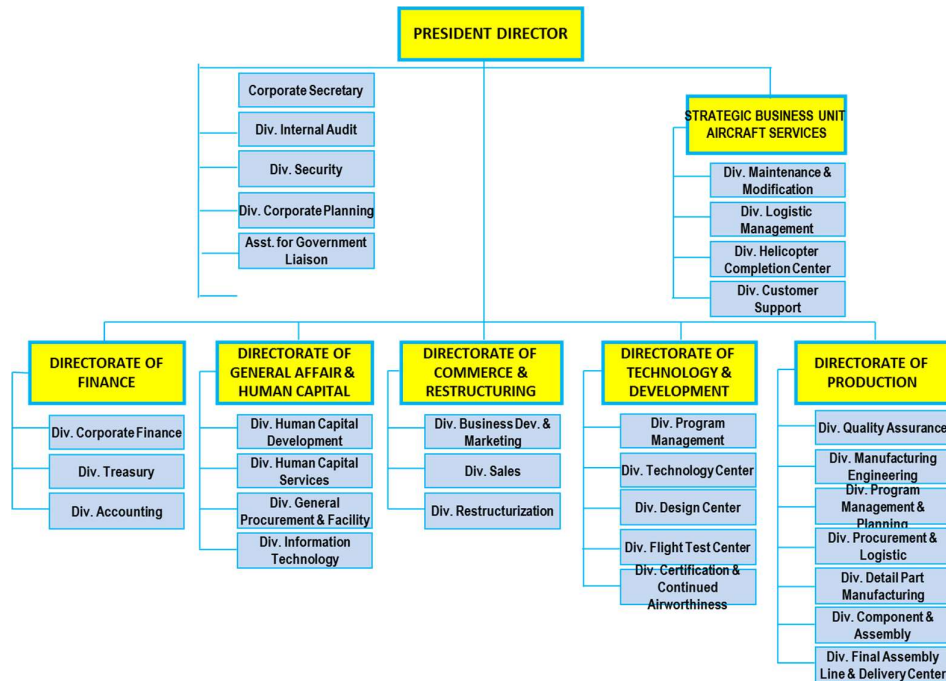 PRESIDENT DIRECTOR
Corporate Secretary
Div. Internal Audit
Div. Security
Div. Corporate Planning
Asst. for Government
Liaison
STRATEGIC BUSINESS UNIT
AIRCRAFT SERVICES
Div. Maintenance &
Modification
Div. Logistic
Management
Div. Helicopter
Completion Center
Div. Customer
Support
DIRECTORATE OF
FINANCE
Div. Corporate Finance
Div. Treasury
Div. Accounting
DIRECTORATE OF
GENERAL AFFAIR &
HUMAN CAPITAL
Div. Human Capital
Development
Div. Human Capital
Services
Div. General
Procurement & Facility
Div. Information
Technology
DIRECTORATE OF
COMMERCE &
RESTRUCTURING
Div. Business Dev. &
Marketing
Div. Sales
Div. Restructurization
DIRECTORATE OF
TECHNOLOGY &
DEVELOPMENT
Div. Program
Management
Div. Technology Center
Div. Design Center
Div. Flight Test Center
Div. Certification &
Continued
Airworthiness
DIRECTORATE OF
PRODUCTION
Div. Quality Assurance
Div. Manufacturing
Engineering
Div. Program
Management &
Planning
Div. Procurement &
Logistic
Div. Detail Part
Manufacturing
Div. Component &
Assembly
Div. Final Assembly
Line & Delivery Center